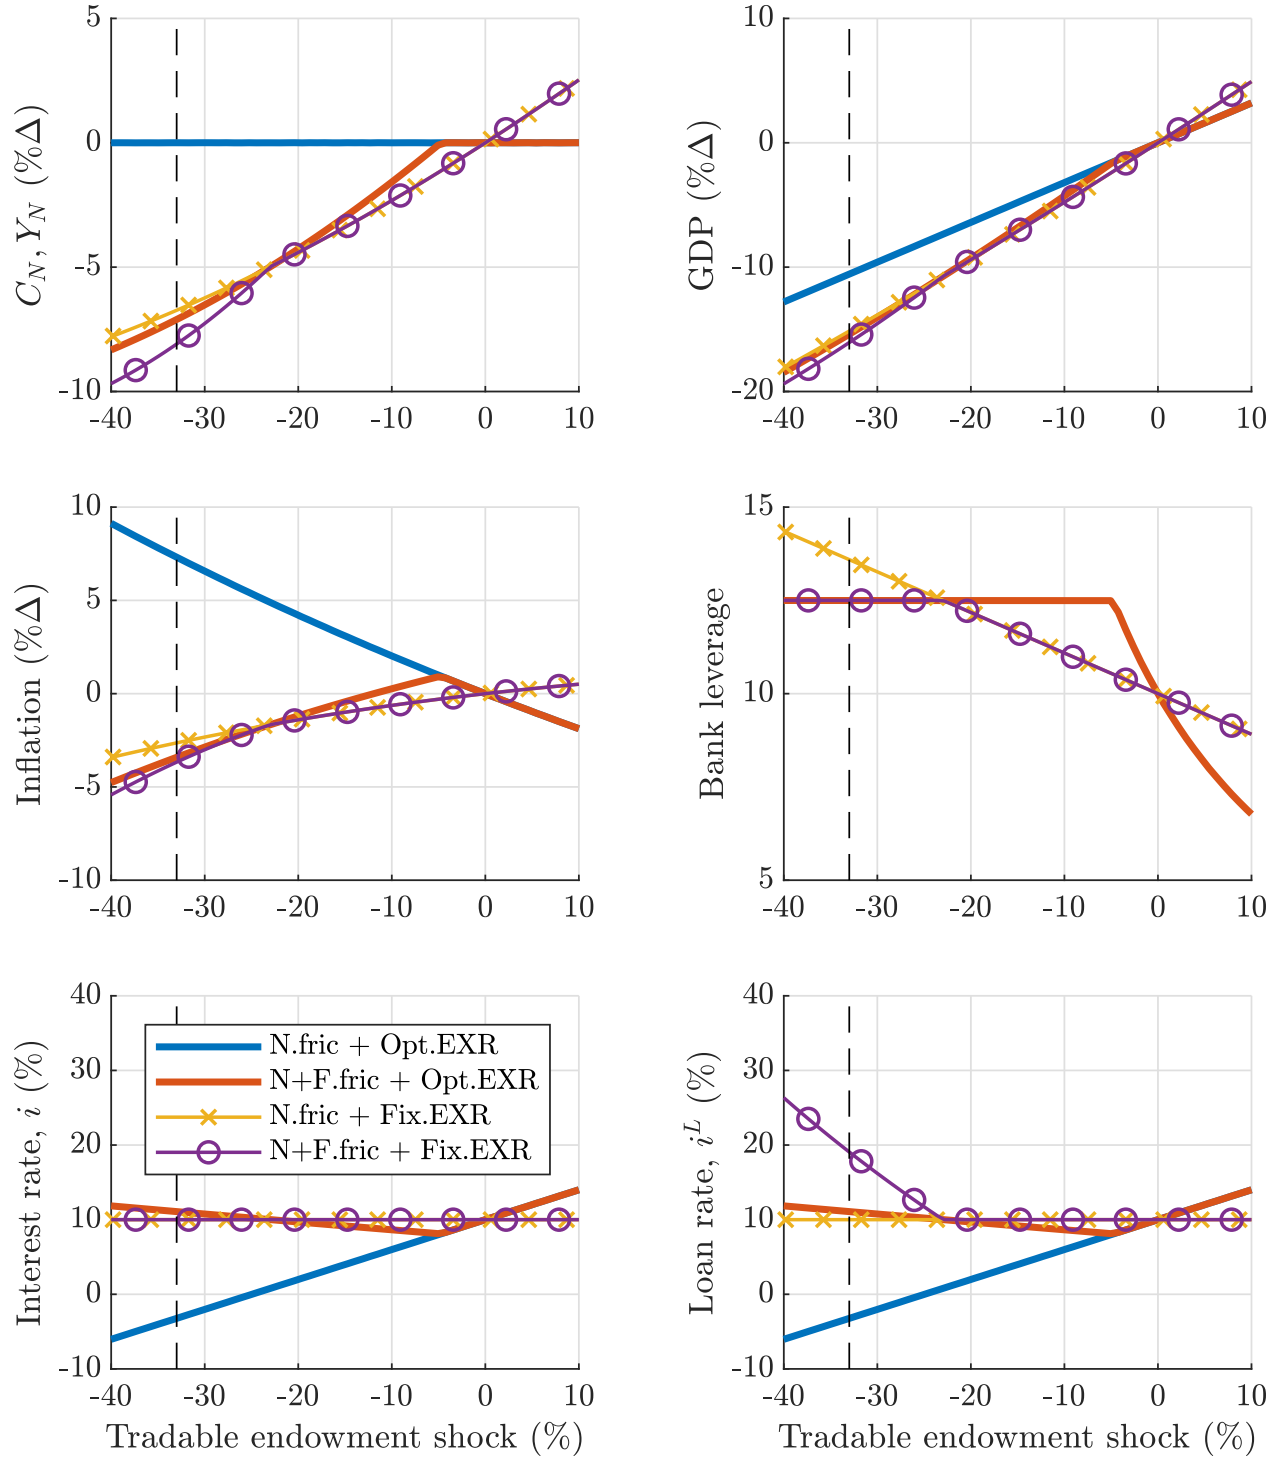 5
0
-5
-10
-40 -30 -20 -10 0 10
C_N, Y_N (%Δ)
10
0
-10
-20
-40 -30 -20 -10 0 10
GDP (%Δ)
10
5
0
-5
-10
-40 -30 -20 -10 0 10
Inflation (%Δ)
15
10
5
-40 -30 -20 -10 0 10
Bank leverage
40
30
20
10
0
-10
-40 -30 -20 -10 0 10
Interest rate, i (%)
N.fric + Opt.EXR
N+F.fric + Opt.EXR
N.fric + Fix.EXR
N+F.fric + Fix.EXR
Tradable endowment shock (%)
40
30
20
10
0
-10
-40 -30 -20 -10 0 10
Loan rate, i^L (%)
Tradable endowment shock (%)